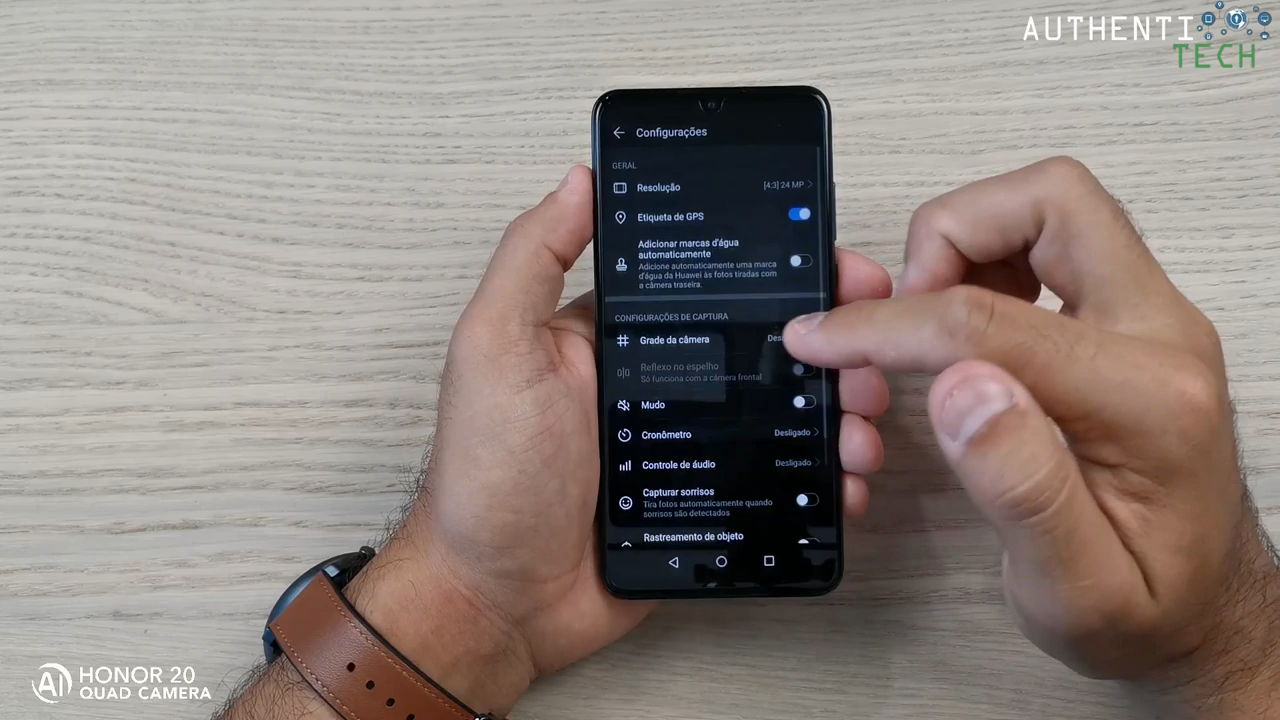 AUTHENTI
TECH
Configurações
GERAL
Resolução
[4:3] 24 MP
Etiqueta de GPS
Adicionar marcas d'água
automaticamente
Adicione automaticamente uma marca
d'água da Huawei às fotos tiradas com
a câmera traseira.
CONFIGURAÇÕES DE CAPTURA
Grade da câmera
Des
Reflexo no espelho
Só funciona com a câmera frontal
Mudo
Cronômetro
Desligado
Controle de áudio
Desligado
Capturar sorrisos
Tira fotos automaticamente quando
sorrisos são detectados
Rastreamento de objeto
AI HONOR 20
QUAD CAMERA